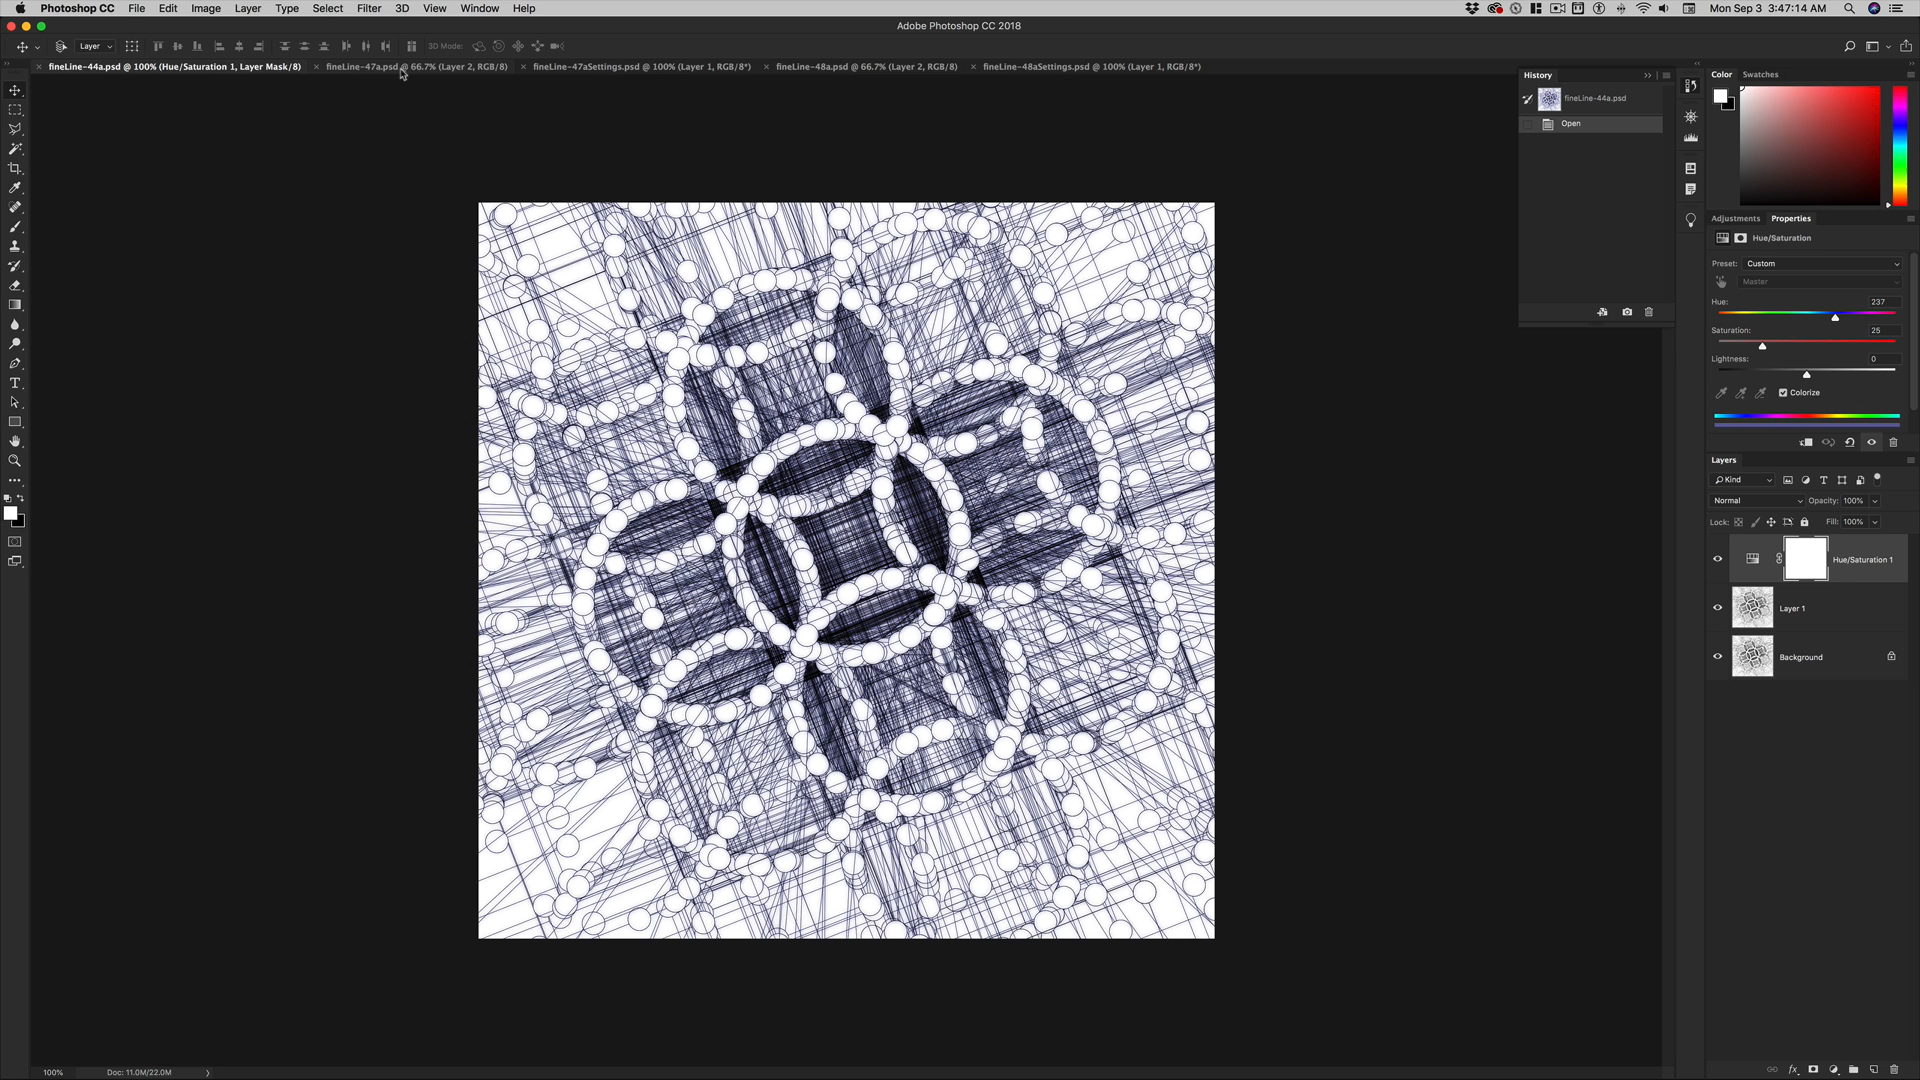 Photoshop CC File Edit Image Layer Type Select Filter 3D View Window Help Mon Sep 3 3:47:14 AM
Adobe Photoshop CC 2018
Layer 3D Mode:
fineLine-44a.psd @ 100% (Hue/Saturation 1, Layer Mask/8) fineLine-47a.psd @ 66.7% (Layer 2, RGB/8) fineLine-47aSettings.psd @ 100% (Layer 1, RGB/8*) fineLine-48a.psd @ 66.7% (Layer 2, RGB/8) fineLine-48aSettings.psd @ 100% (Layer 1, RGB/8*)
History
fineLine-44a.psd
Open
Color Swatches
Adjustments Properties
Hue/Saturation
Preset: Custom
Master
Hue: 237
Saturation: 25
Lightness: 0
Colorize
Layers
Kind
Normal Opacity: 100%
Lock: Fill: 100%
Hue/Saturation 1
Layer 1
Background
100% Doc: 11.0M/22.0M